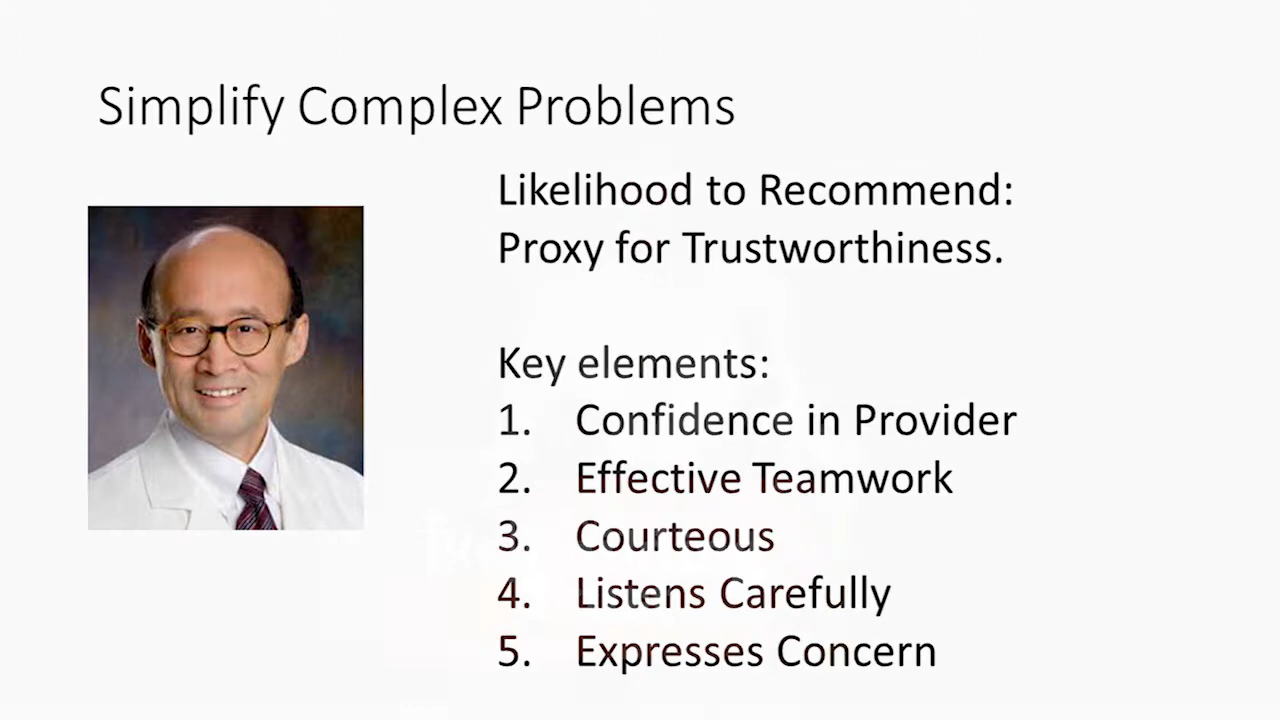 Simplify Complex Problems
Likelihood to Recommend:
Proxy for Trustworthiness.
Key elements:
1. Confidence in Provider
2. Effective Teamwork
3. Courteous
4. Listens Carefully
5. Expresses Concern